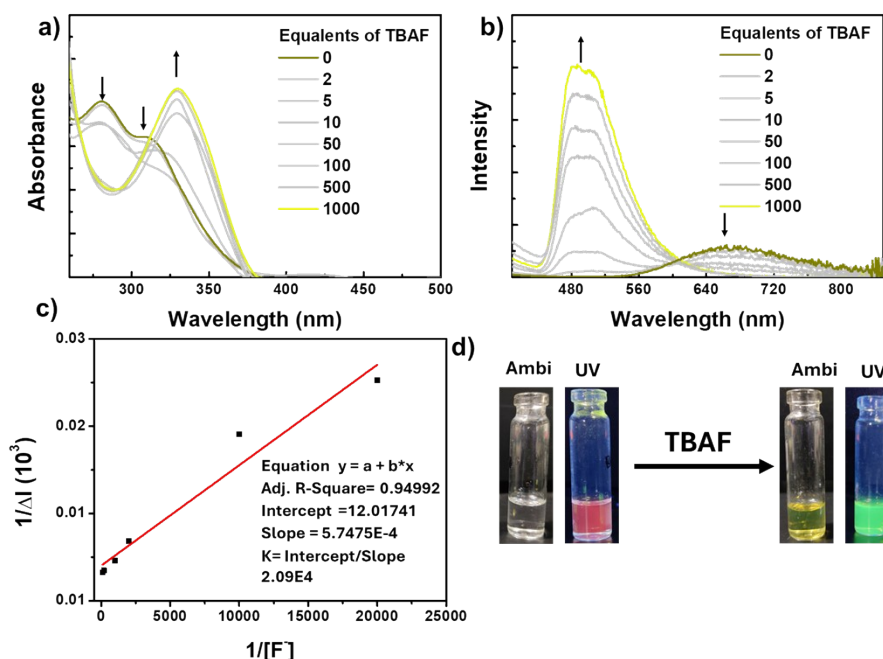 a)
Equalents of TBAF
0
2
5
10
50
100
500
1000
Absorbance
300 350 400 450 500
Wavelength (nm)
b)
Equalents of TBAF
0
2
5
10
50
100
500
1000
Intensity
480 560 640 720 800
Wavelength (nm)
c)
0.03
0.02
0.01
0.01
1/ΔI (10³)
Equation y = a + b*x
Adj. R-Square= 0.94992
Intercept =12.01741
Slope = 5.7475E-4
K= Intercept/Slope
2.09E4
0 5000 10000 15000 20000 25000
1/[F⁻]
d)
Ambi UV
TBAF
Ambi UV